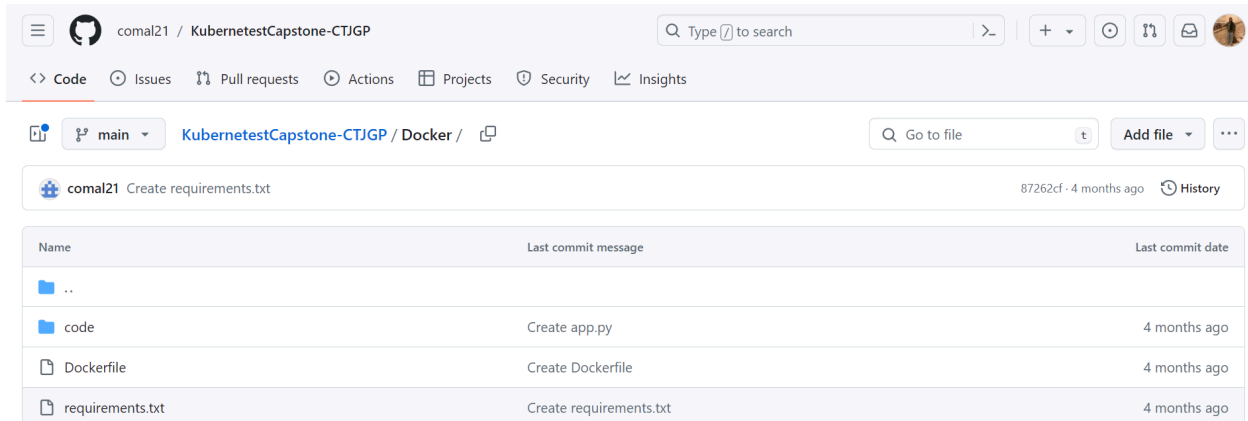 comal21 / KubernetestCapstone-CTJGP Type / to search
Code Issues Pull requests Actions Projects Security Insights
main KubernetestCapstone-CTJGP / Docker / Go to file t Add file
comal21 Create requirements.txt 87262cf · 4 months ago History
Name Last commit message Last commit date
..
code Create app.py 4 months ago
Dockerfile Create Dockerfile 4 months ago
requirements.txt Create requirements.txt 4 months ago